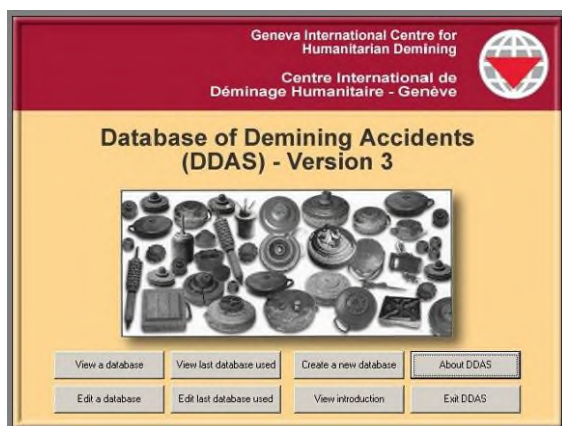 Geneva International Centre for
Humanitarian Demining
Centre International de
Déminage Humanitaire - Genève
Database of Demining Accidents
(DDAS) - Version 3
View a database
View last database used
Create a new database
About DDAS
Edit a database
Edit last database used
View introduction
Exit DDAS